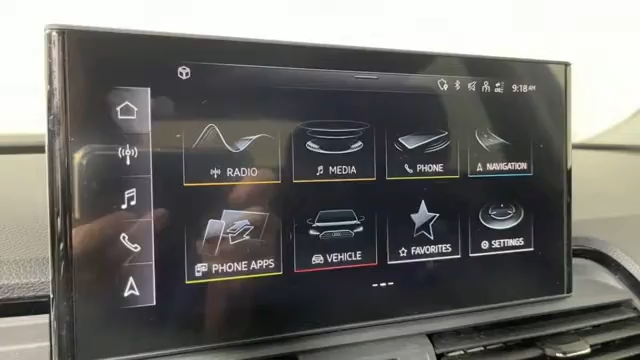 9:18 AM
RADIO
MEDIA
PHONE
NAVIGATION
PHONE APPS
VEHICLE
FAVORITES
SETTINGS